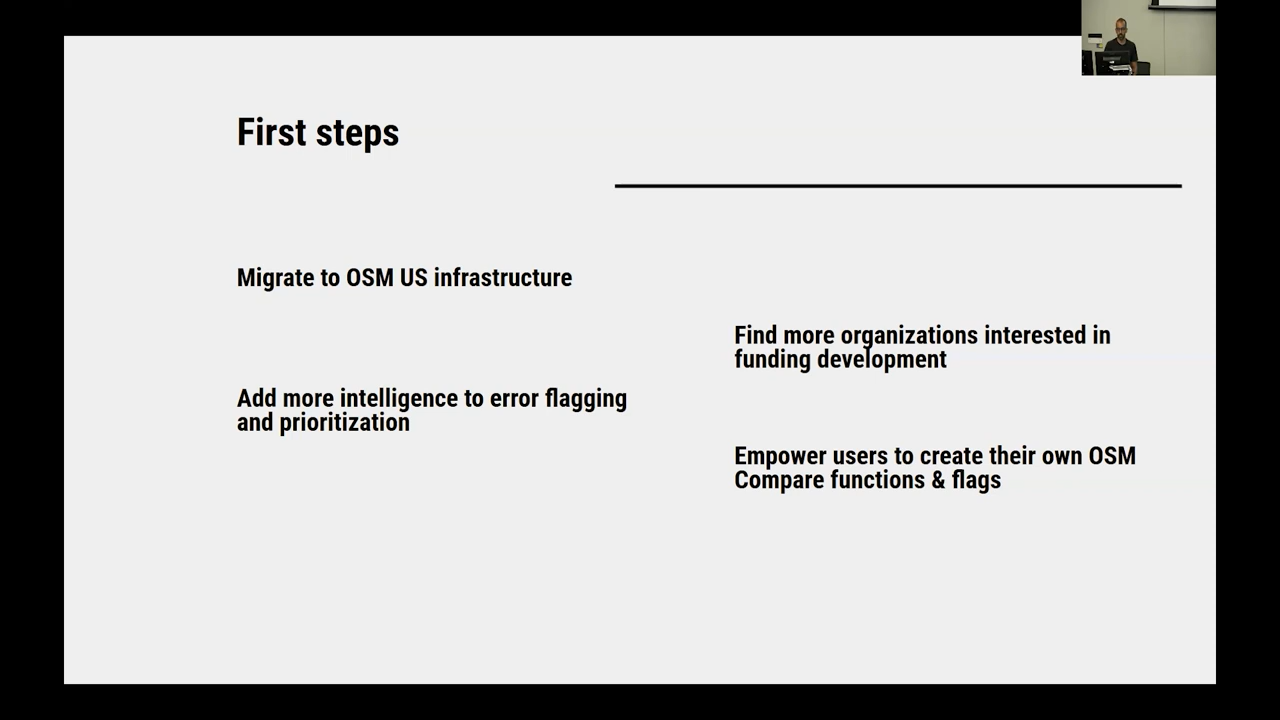 First steps
Migrate to OSM US infrastructure
Add more intelligence to error flagging
and prioritization
Find more organizations interested in
funding development
Empower users to create their own OSM
Compare functions & flags